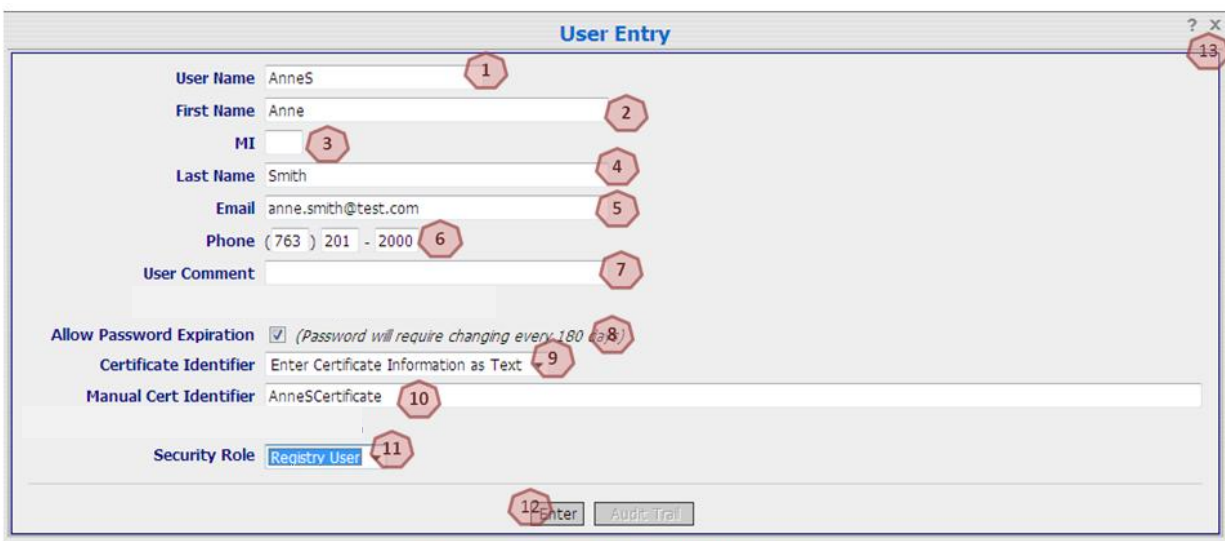 User Entry
? x
13
User Name AnneS 1
First Name Anne 2
MI 3
Last Name Smith 4
Email anne.smith@test.com 5
Phone (763) 201 - 2000 6
User Comment 7
Allow Password Expiration (Password will require changing every 180 days) 8
Certificate Identifier Enter Certificate Information as Text 9
Manual Cert Identifier AnneSCertificate 10
Security Role Registry User 11
12 Enter Audit Trail